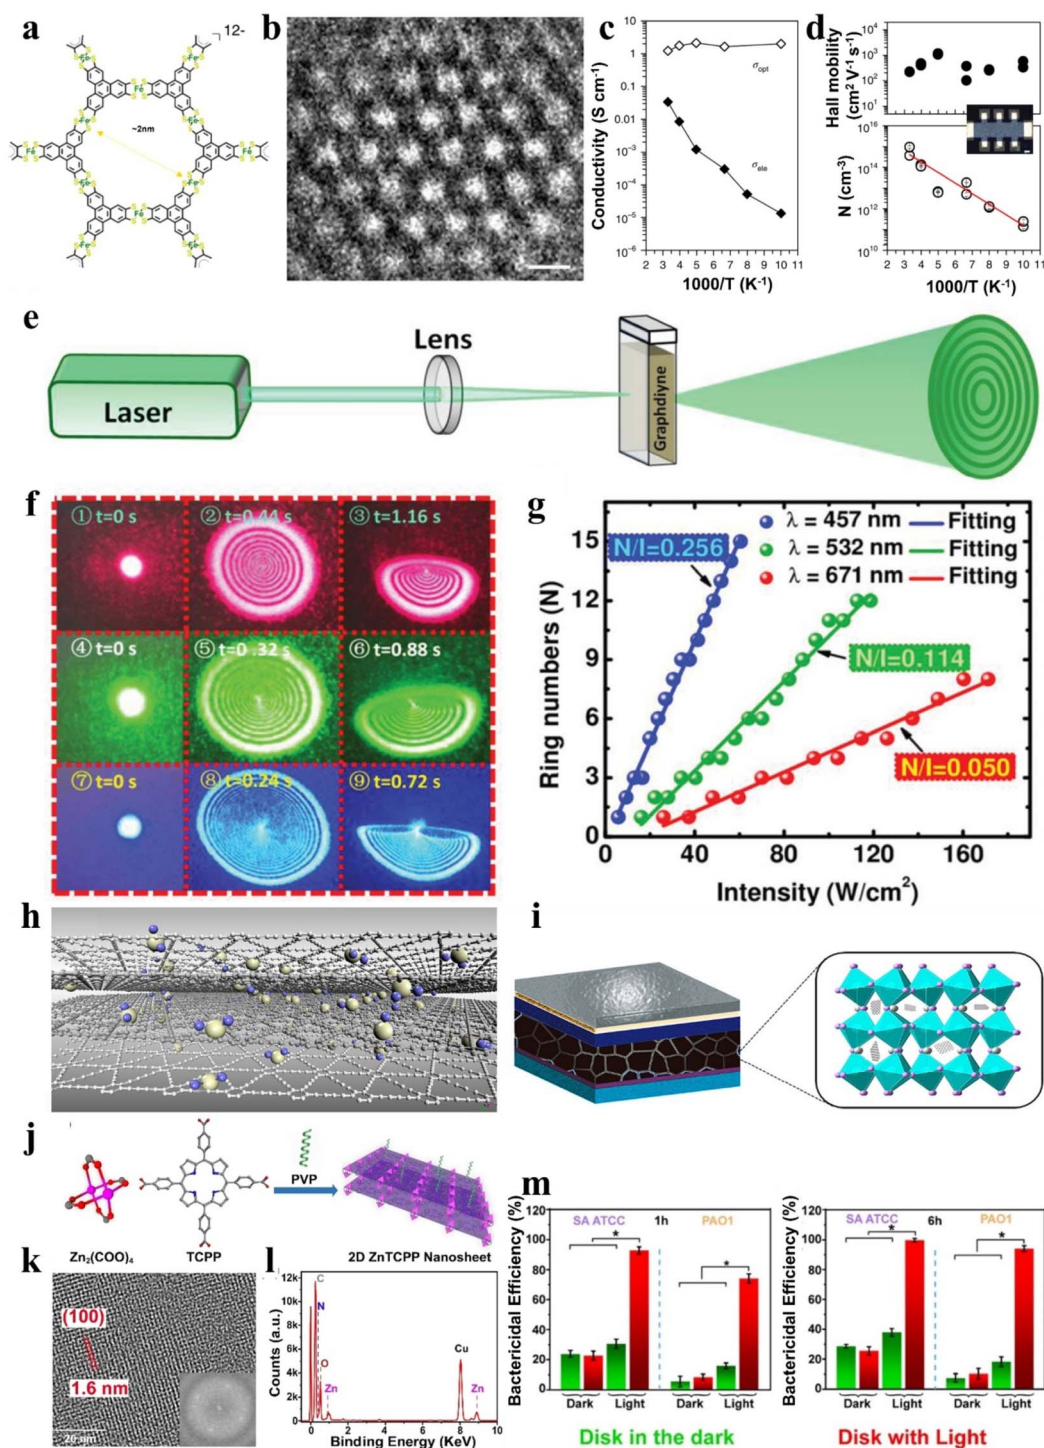 a
12-
Fe
S
~2nm
b
c
Conductivity (S cm⁻¹)
10²
10
1
10⁻¹
10⁻²
10⁻³
10⁻⁴
10⁻⁵
10⁻⁶
σopt
σele
2 3 4 5 6 7 8 9 10 11
1000/T (K⁻¹)
d
Hall mobility
(cm² V⁻¹ s⁻¹)
10⁴
10³
10²
10¹
N (cm⁻³)
10¹⁶
10¹⁴
10¹²
10¹⁰
2 3 4 5 6 7 8 9 10 11
1000/T (K⁻¹)
e
Laser
Lens
Graphdiyne
f
① t=0 s
② t=0.44 s
③ t=1.16 s
④ t=0 s
⑤ t=0.32 s
⑥ t=0.88 s
⑦ t=0 s
⑧ t=0.24 s
⑨ t=0.72 s
g
Ring numbers (N)
15
12
9
6
3
0
λ = 457 nm Fitting
λ = 532 nm Fitting
λ = 671 nm Fitting
N/I=0.256
N/I=0.114
N/I=0.050
0 40 80 120 160
Intensity (W/cm²)
h
i
j
Zn₂(COO)₄
TCPP
PVP
2D ZnTCPP Nanosheet
k
(100)
1.6 nm
20 nm
l
Counts (a.u.)
12k
10k
8k
6k
4k
2k
0
C
N
O
Zn
Cu
Zn
0 2 4 6 8 10
Binding Energy (KeV)
m
Bactericidal Efficiency (%)
100
80
60
40
20
0
SA ATCC 1h PAO1
*
*
Dark Light Dark Light
Bactericidal Efficiency (%)
100
80
60
40
20
0
SA ATCC 6h PAO1
*
*
Dark Light Dark Light
Disk in the dark
Disk with Light